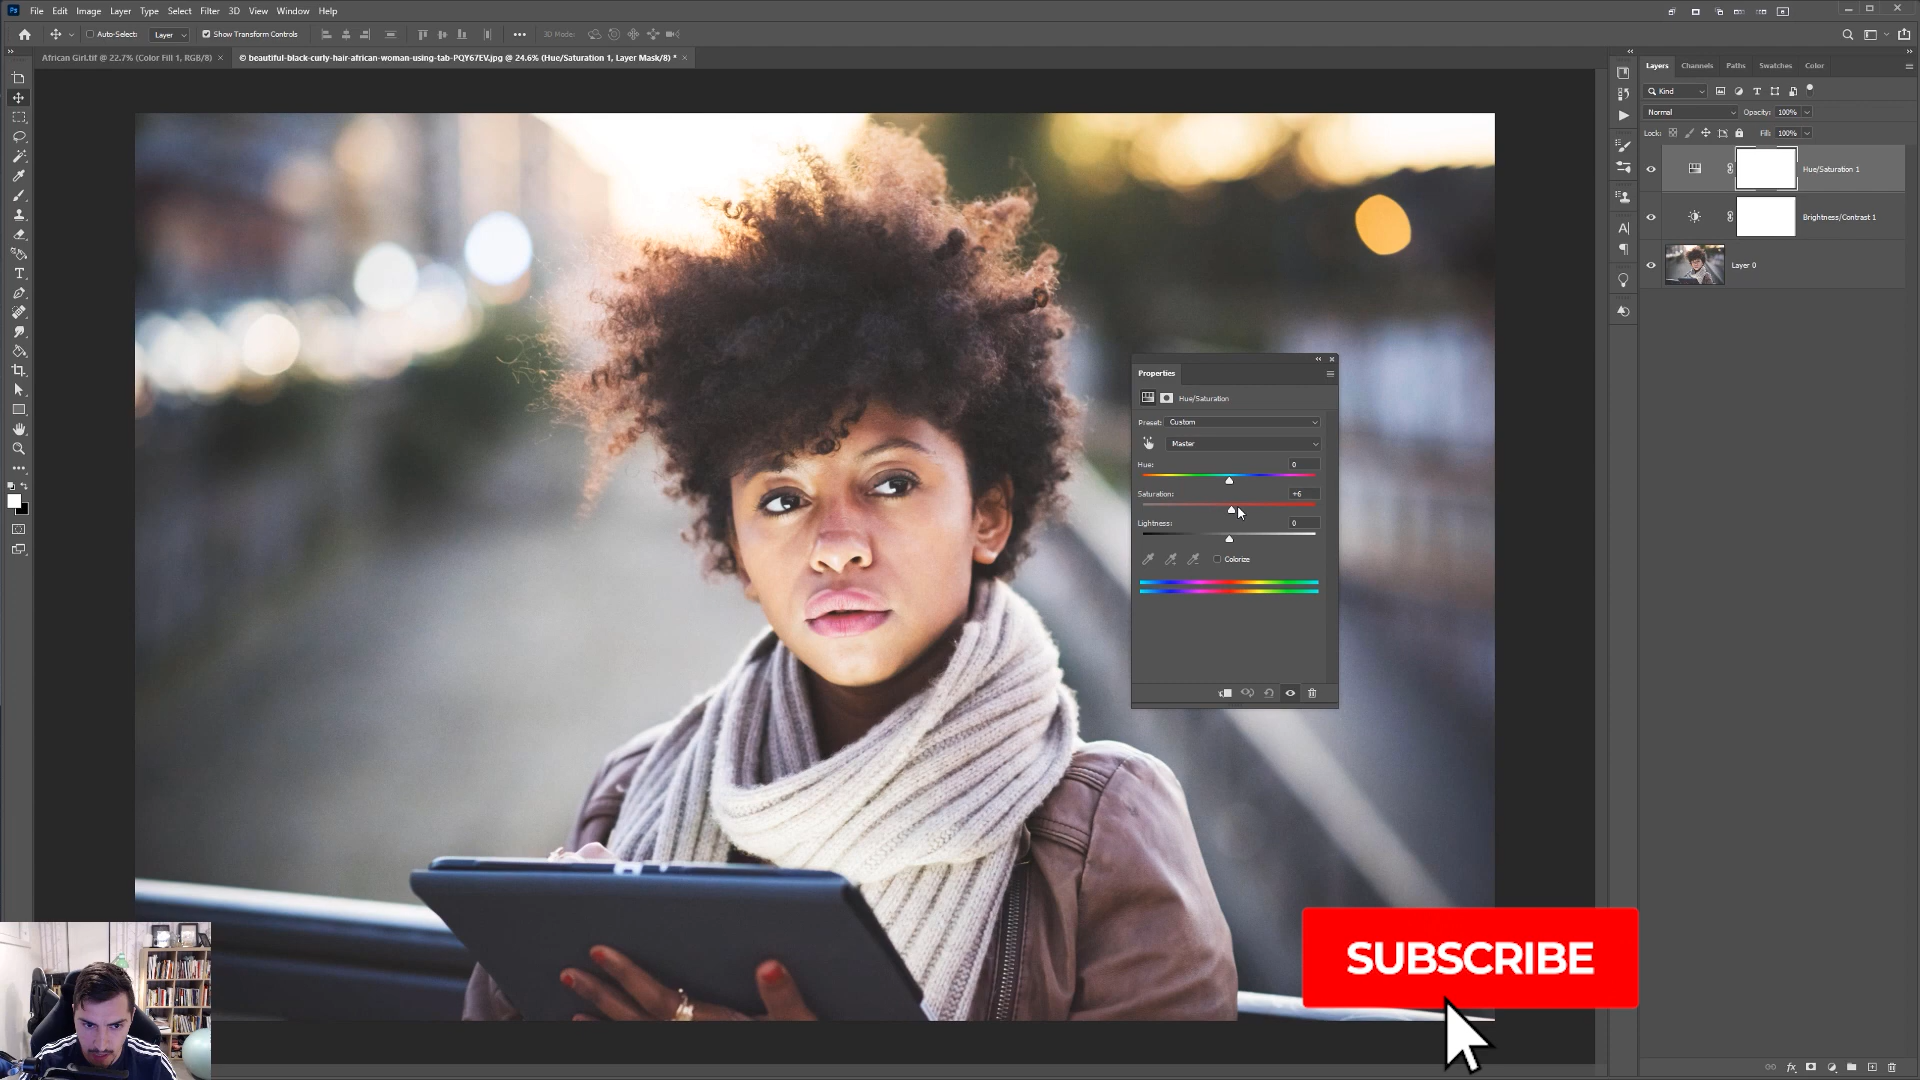 Ps File Edit Image Layer Type Select Filter 3D View Window Help
Auto-Select: Layer Show Transform Controls 3D Mode:
African Girl.tif @ 22.7% (Color Fill 1, RGB/8) ×
© beautiful-black-curly-hair-african-woman-using-tab-PQY67EV.jpg @ 24.6% (Hue/Saturation 1, Layer Mask/8) * ×
Layers Channels Paths Swatches Color
Kind
Normal Opacity: 100%
Lock: Fill: 100%
Hue/Saturation 1
Brightness/Contrast 1
Layer 0
Properties
Hue/Saturation
Preset: Custom
Master
Hue: 0
Saturation: +6
Lightness: 0
Colorize
SUBSCRIBE
fx